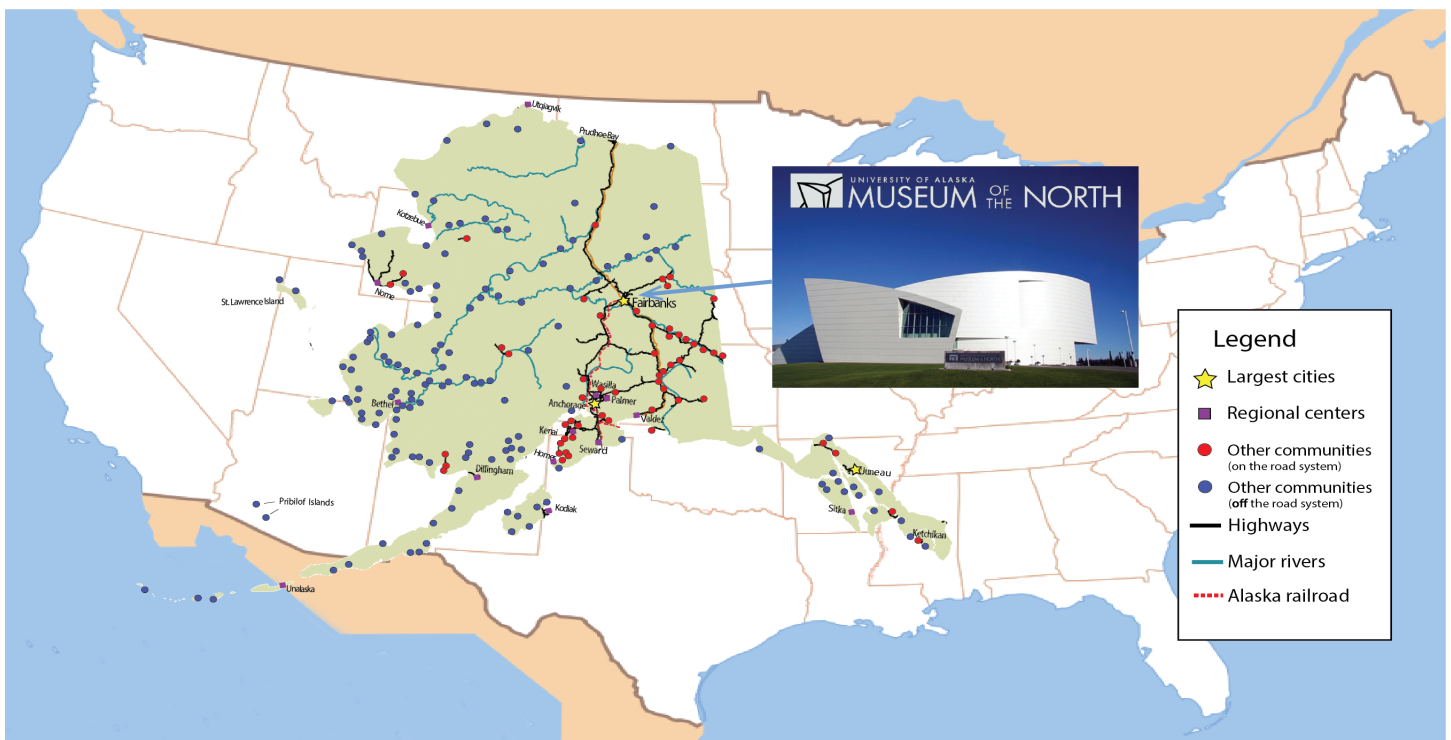 Utqiagvik
Prudhoe Bay
UNIVERSITY OF ALASKA
MUSEUM OF THE NORTH
Kotzebue
Nome
St. Lawrence Island
Fairbanks
Wasilla
Palmer
Anchorage
Bethel
Valdez
Kenai
Seward
Homer
Dillingham
Juneau
Pribilof Islands
Kodiak
Sitka
Ketchikan
Unalaska
Legend
Largest cities
Regional centers
Other communities
(on the road system)
Other communities
(off the road system)
Highways
Major rivers
Alaska railroad